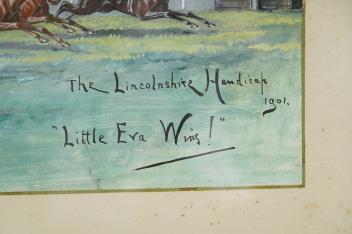 The Lincolnshire Handicap
1901.
"Little Eva Wins!"